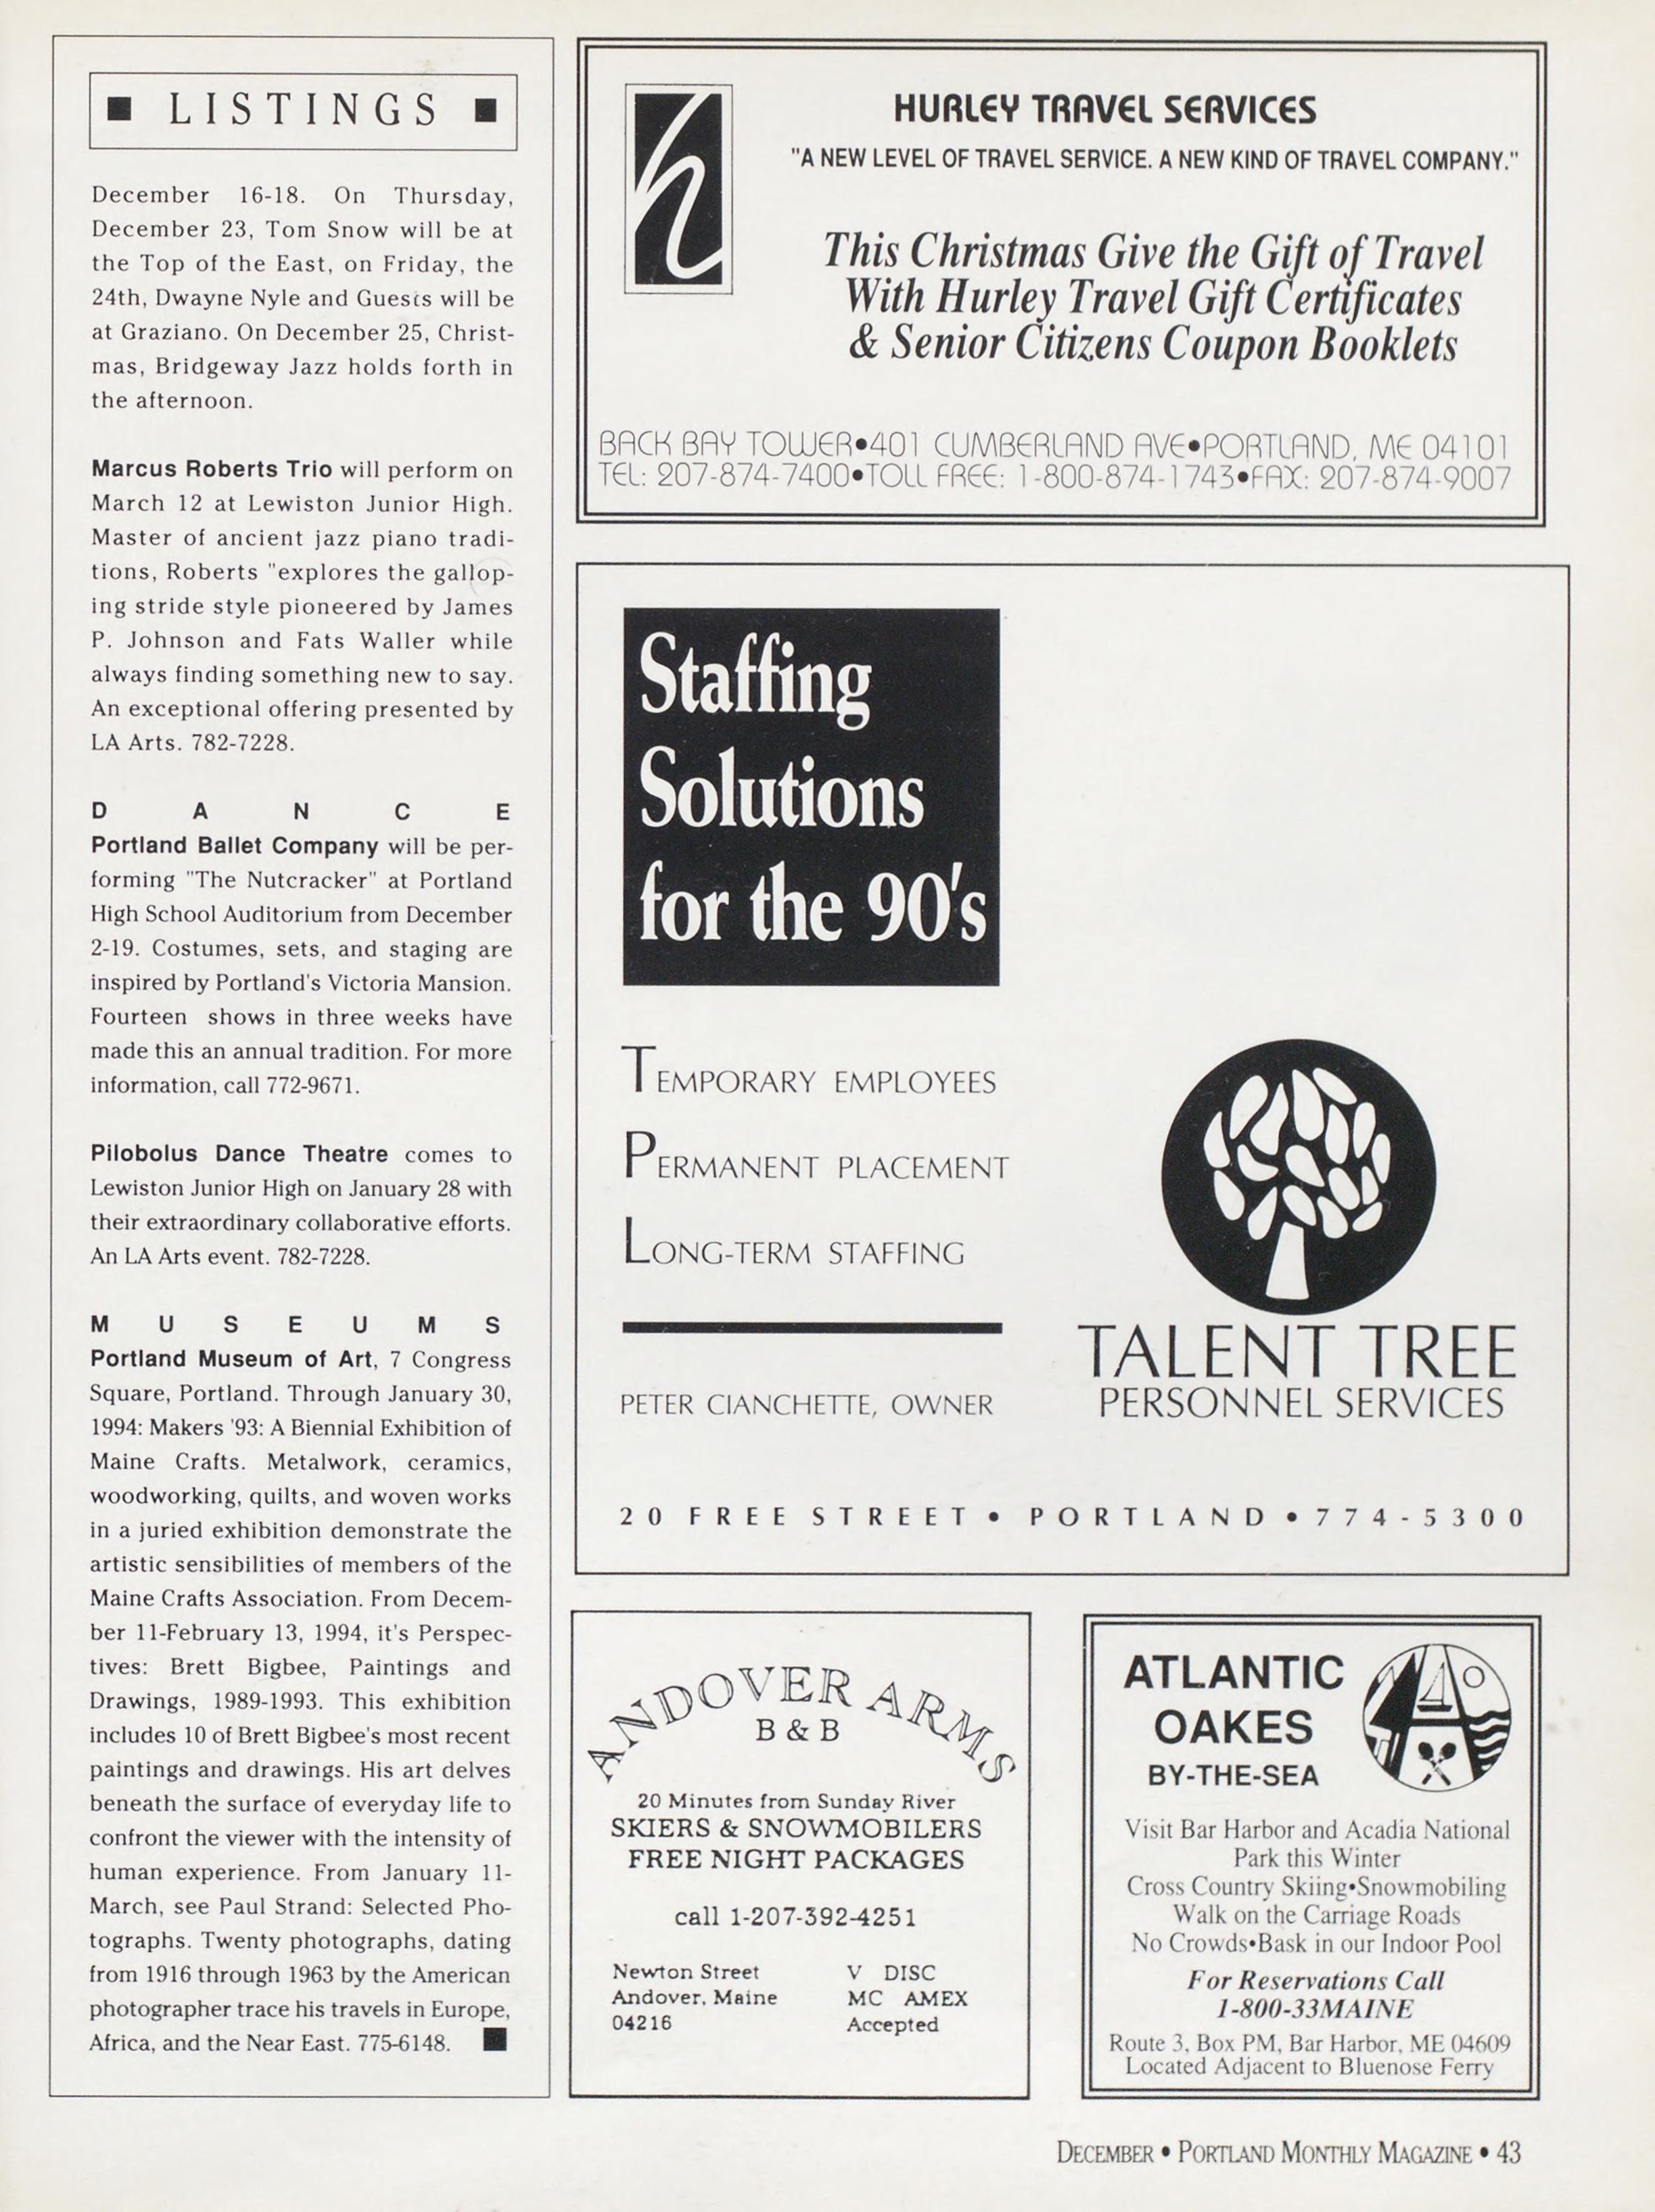 ■ LISTINGS ■
December 16-18. On Thursday,
December 23, Tom Snow will be at
the Top of the East, on Friday, the
24th, Dwayne Nyle and Guests will be
at Graziano. On December 25, Christ-
mas, Bridgeway Jazz holds forth in
the afternoon.
Marcus Roberts Trio will perform on
March 12 at Lewiston Junior High.
Master of ancient jazz piano tradi-
tions, Roberts "explores the gallop-
ing stride style pioneered by James
P. Johnson and Fats Waller while
always finding something new to say.
An exceptional offering presented by
LA Arts. 782-7228.
D A N C E
Portland Ballet Company will be per-
forming "The Nutcracker" at Portland
High School Auditorium from December
2-19. Costumes, sets, and staging are
inspired by Portland's Victoria Mansion.
Fourteen shows in three weeks have
made this an annual tradition. For more
information, call 772-9671.
Pilobolus Dance Theatre comes to
Lewiston Junior High on January 28 with
their extraordinary collaborative efforts.
An LA Arts event. 782-7228.
M U S E U M S
Portland Museum of Art, 7 Congress
Square, Portland. Through January 30,
1994: Makers '93: A Biennial Exhibition of
Maine Crafts. Metalwork, ceramics,
woodworking, quilts, and woven works
in a juried exhibition demonstrate the
artistic sensibilities of members of the
Maine Crafts Association. From Decem-
ber 11-February 13, 1994, it's Perspec-
tives: Brett Bigbee, Paintings and
Drawings, 1989-1993. This exhibition
includes 10 of Brett Bigbee's most recent
paintings and drawings. His art delves
beneath the surface of everyday life to
confront the viewer with the intensity of
human experience. From January 11-
March, see Paul Strand: Selected Pho-
tographs. Twenty photographs, dating
from 1916 through 1963 by the American
photographer trace his travels in Europe,
Africa, and the Near East. 775-6148. ■
h
HURLEY TRAVEL SERVICES
"A NEW LEVEL OF TRAVEL SERVICE. A NEW KIND OF TRAVEL COMPANY."
This Christmas Give the Gift of Travel
With Hurley Travel Gift Certificates
& Senior Citizens Coupon Booklets
BACK BAY TOWER•401 CUMBERLAND AVE•PORTLAND, ME 04101
TEL: 207-874-7400•TOLL FREE: 1-800-874-1743•FAX: 207-874-9007
Staffing
Solutions
for the 90's
TEMPORARY EMPLOYEES
PERMANENT PLACEMENT
LONG-TERM STAFFING
PETER CIANCHETTE, OWNER
TALENT TREE
PERSONNEL SERVICES
20 FREE STREET • PORTLAND • 774-5300
ANDOVER ARMS
B & B
20 Minutes from Sunday River
SKIERS & SNOWMOBILERS
FREE NIGHT PACKAGES
call 1-207-392-4251
Newton Street V DISC
Andover, Maine MC AMEX
04216 Accepted
ATLANTIC
OAKES
BY-THE-SEA
Visit Bar Harbor and Acadia National
Park this Winter
Cross Country Skiing•Snowmobiling
Walk on the Carriage Roads
No Crowds•Bask in our Indoor Pool
For Reservations Call
1-800-33MAINE
Route 3, Box PM, Bar Harbor, ME 04609
Located Adjacent to Bluenose Ferry
DECEMBER • PORTLAND MONTHLY MAGAZINE • 43